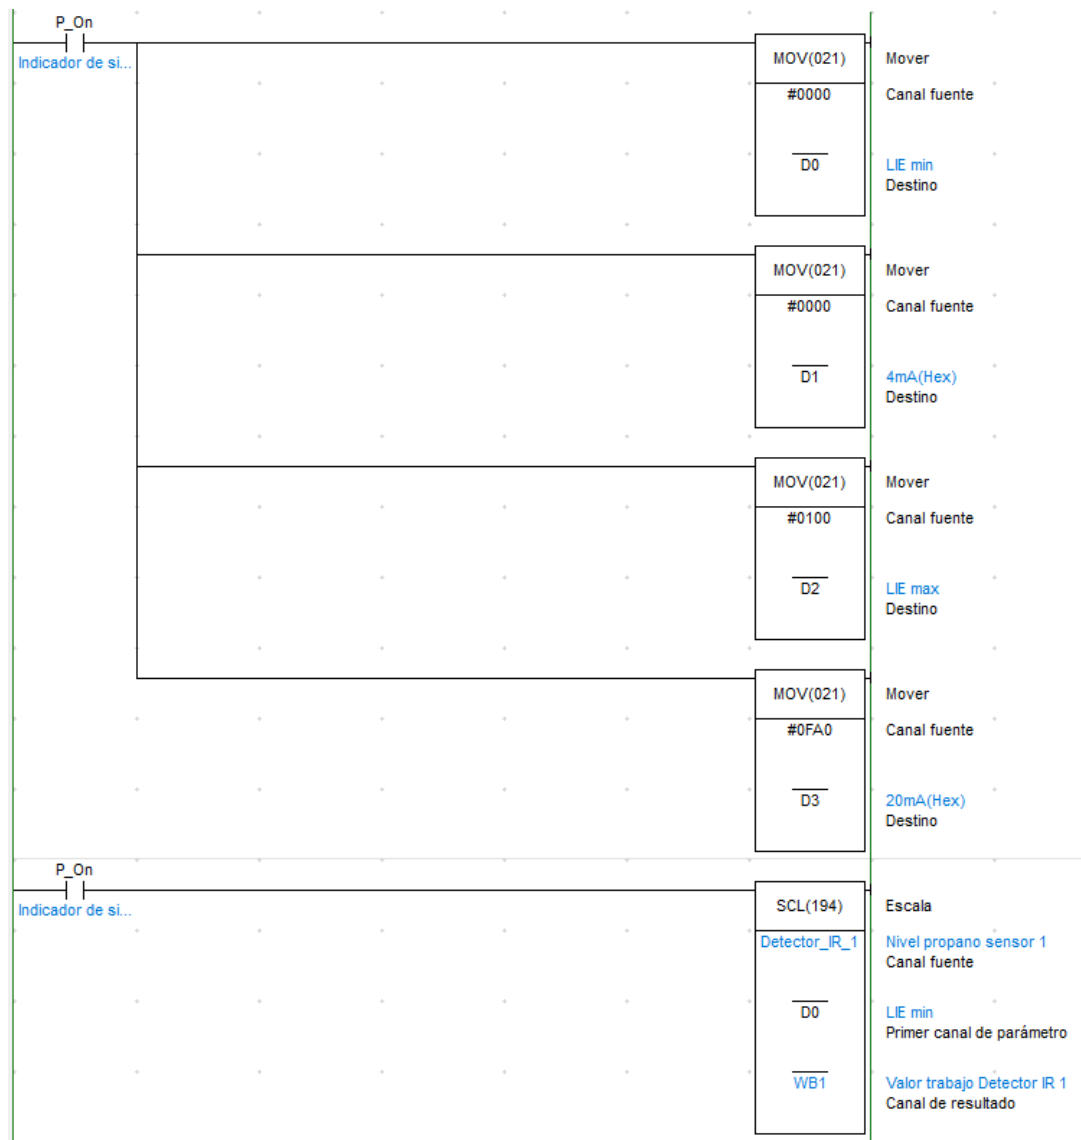 P_On
Indicador de si...
MOV(021)
Mover
#0000
Canal fuente
D0
LIE min
Destino
MOV(021)
Mover
#0000
Canal fuente
D1
4mA(Hex)
Destino
MOV(021)
Mover
#0100
Canal fuente
D2
LIE max
Destino
MOV(021)
Mover
#0FA0
Canal fuente
D3
20mA(Hex)
Destino
P_On
Indicador de si...
SCL(194)
Escala
Detector_IR_1
Nivel propano sensor 1
Canal fuente
D0
LIE min
Primer canal de parámetro
WB1
Valor trabajo Detector IR 1
Canal de resultado